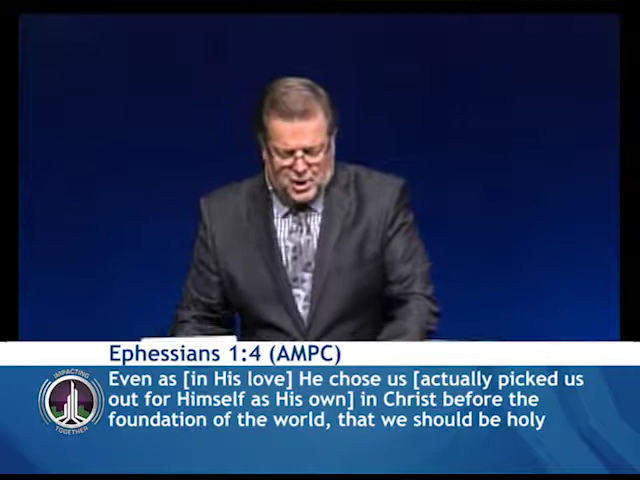 Ephessians 1:4 (AMPC)
Even as [in His love] He chose us [actually picked us
out for Himself as His own] in Christ before the
foundation of the world, that we should be holy
IMPACTING
TOGETHER